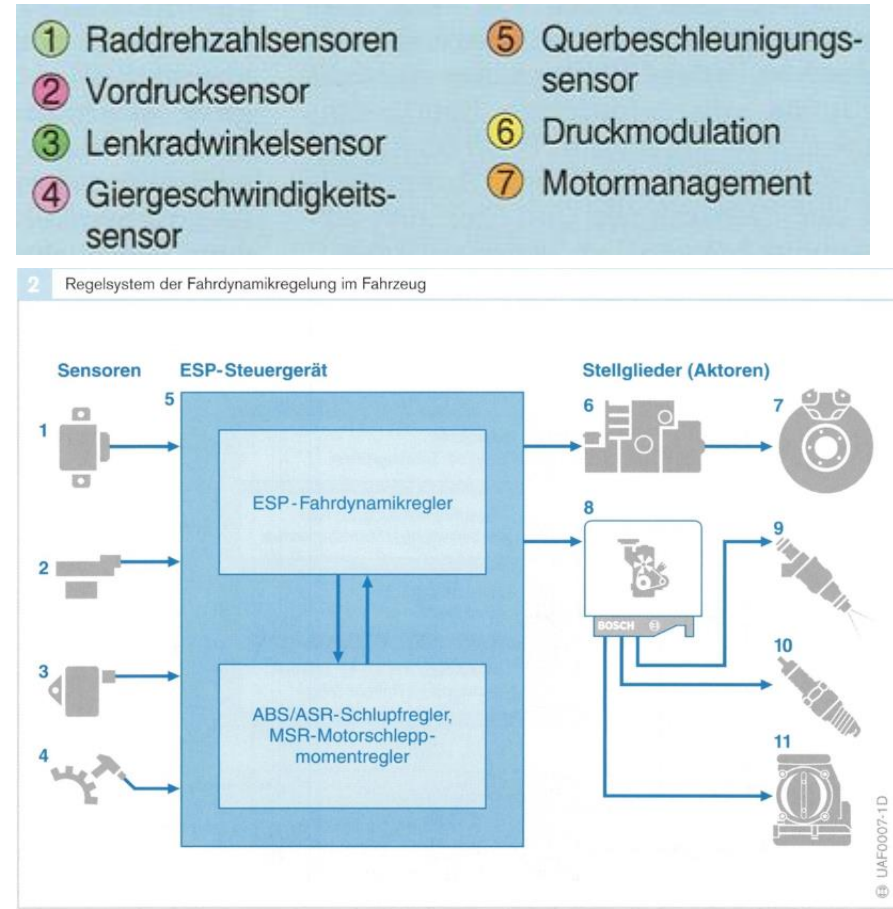 1 Raddrehzahlsensoren
2 Vordrucksensor
3 Lenkradwinkelsensor
4 Giergeschwindigkeits-
sensor
5 Querbeschleunigungs-
sensor
6 Druckmodulation
7 Motormanagement
2 Regelsystem der Fahrdynamikregelung im Fahrzeug
Sensoren
ESP-Steuergerät
Stellglieder (Aktoren)
1
2
3
4
5
ESP-Fahrdynamikregler
ABS/ASR-Schlupfregler,
MSR-Motorschlepp-
momentregler
6
7
8
BOSCH
9
10
11
UAF0007-1D